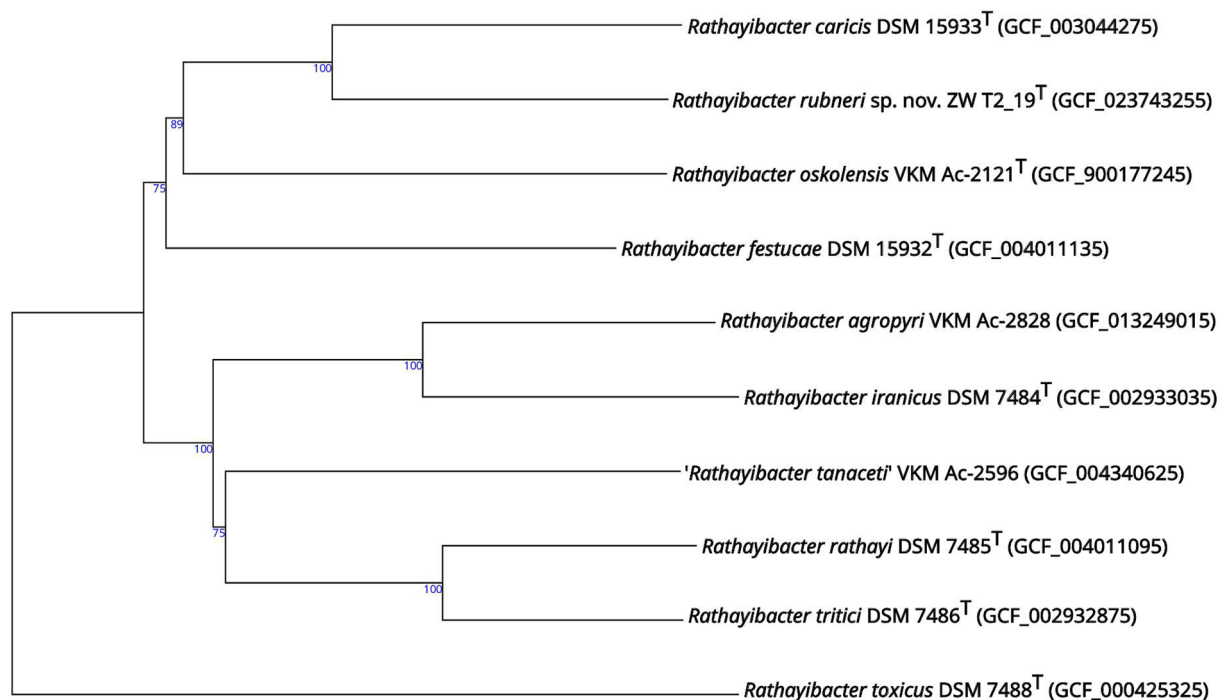 Rathayibacter caricis DSM 15933T (GCF_003044275)
100
Rathayibacter rubneri sp. nov. ZW T2_19T (GCF_023743255)
89
Rathayibacter oskolensis VKM Ac-2121T (GCF_900177245)
75
Rathayibacter festucae DSM 15932T (GCF_004011135)
Rathayibacter agropyri VKM Ac-2828 (GCF_013249015)
100
Rathayibacter iranicus DSM 7484T (GCF_002933035)
100
'Rathayibacter tanaceti' VKM Ac-2596 (GCF_004340625)
75
Rathayibacter rathayi DSM 7485T (GCF_004011095)
100
Rathayibacter tritici DSM 7486T (GCF_002932875)
Rathayibacter toxicus DSM 7488T (GCF_000425325)